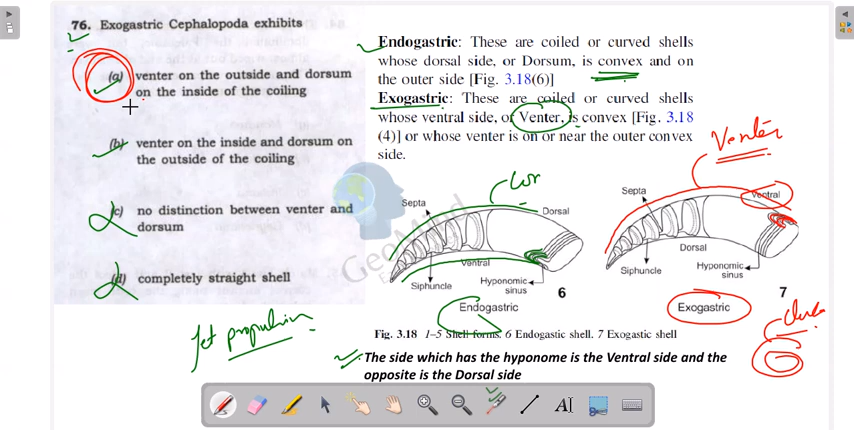 76. Exogastric Cephalopoda exhibits
(a) venter on the outside and dorsum
on the inside of the coiling
(b) venter on the inside and dorsum on
the outside of the coiling
(c) no distinction between venter and
dorsum
(d) completely straight shell
Jet propulsion
Endogastric: These are coiled or curved shells
whose dorsal side, or Dorsum, is convex and on
the outer side [Fig. 3.18(6)]
Exogastric: These are coiled or curved shells
whose ventral side, or Venter, is convex [Fig. 3.18
(4)] or whose venter is on or near the outer convex
side.
Venter
Septa
Dorsal
Ventral
Siphuncle
Hyponomic
sinus
6
Endogastric
Septa
Ventral
Dorsal
Siphuncle
Hyponomic
sinus
7
Exogastric
GeoMind
Fig. 3.18 1–5 Shell forms. 6 Endogastic shell. 7 Exogastic shell
The side which has the hyponome is the Ventral side and the
opposite is the Dorsal side
A